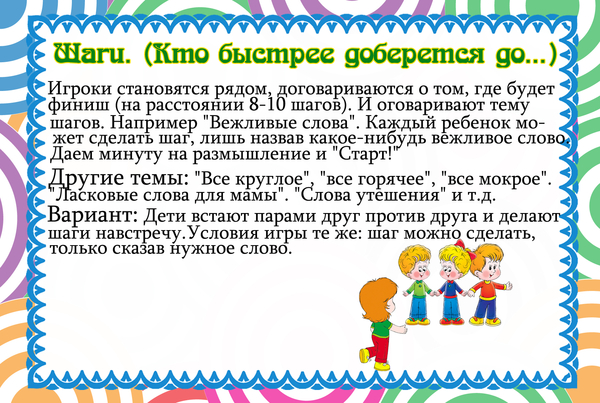 Шаги. (Кто быстрее доберется до...)
Игроки становятся рядом, договариваются о том, где будет
финиш (на расстоянии 8-10 шагов). И оговаривают тему
шагов. Например "Вежливые слова". Каждый ребенок мо-
жет сделать шаг, лишь назвав какое-нибудь вежливое слово.
Даем минуту на размышление и "Старт!"
Другие темы: "Все круглое", "все горячее", "все мокрое".
"Ласковые слова для мамы". "Слова утешения" и т.д.
Вариант: Дети встают парами друг против друга и делают
шаги навстречу.Условия игры те же: шаг можно сделать,
только сказав нужное слово.